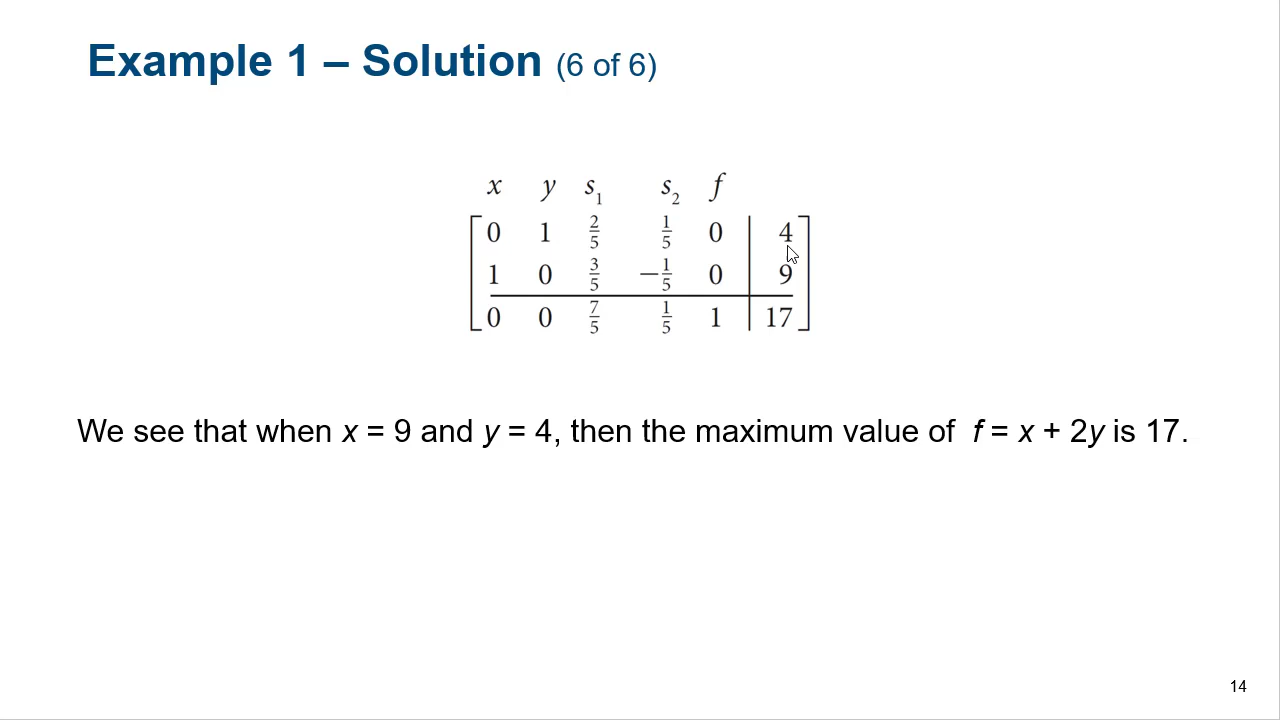 Example 1 – Solution (6 of 6)
x y s₁ s₂ f
0 1 2/5 1/5 0 4
1 0 3/5 −1/5 0 9
0 0 7/5 1/5 1 17
We see that when x = 9 and y = 4, then the maximum value of f = x + 2y is 17.
14